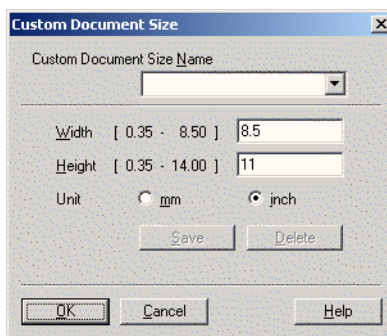 Custom Document Size
Custom Document Size Name
Width [ 0.35 - 8.50 ] 8.5
Height [ 0.35 - 14.00 ] 11
Unit mm inch
Save Delete
OK Cancel Help